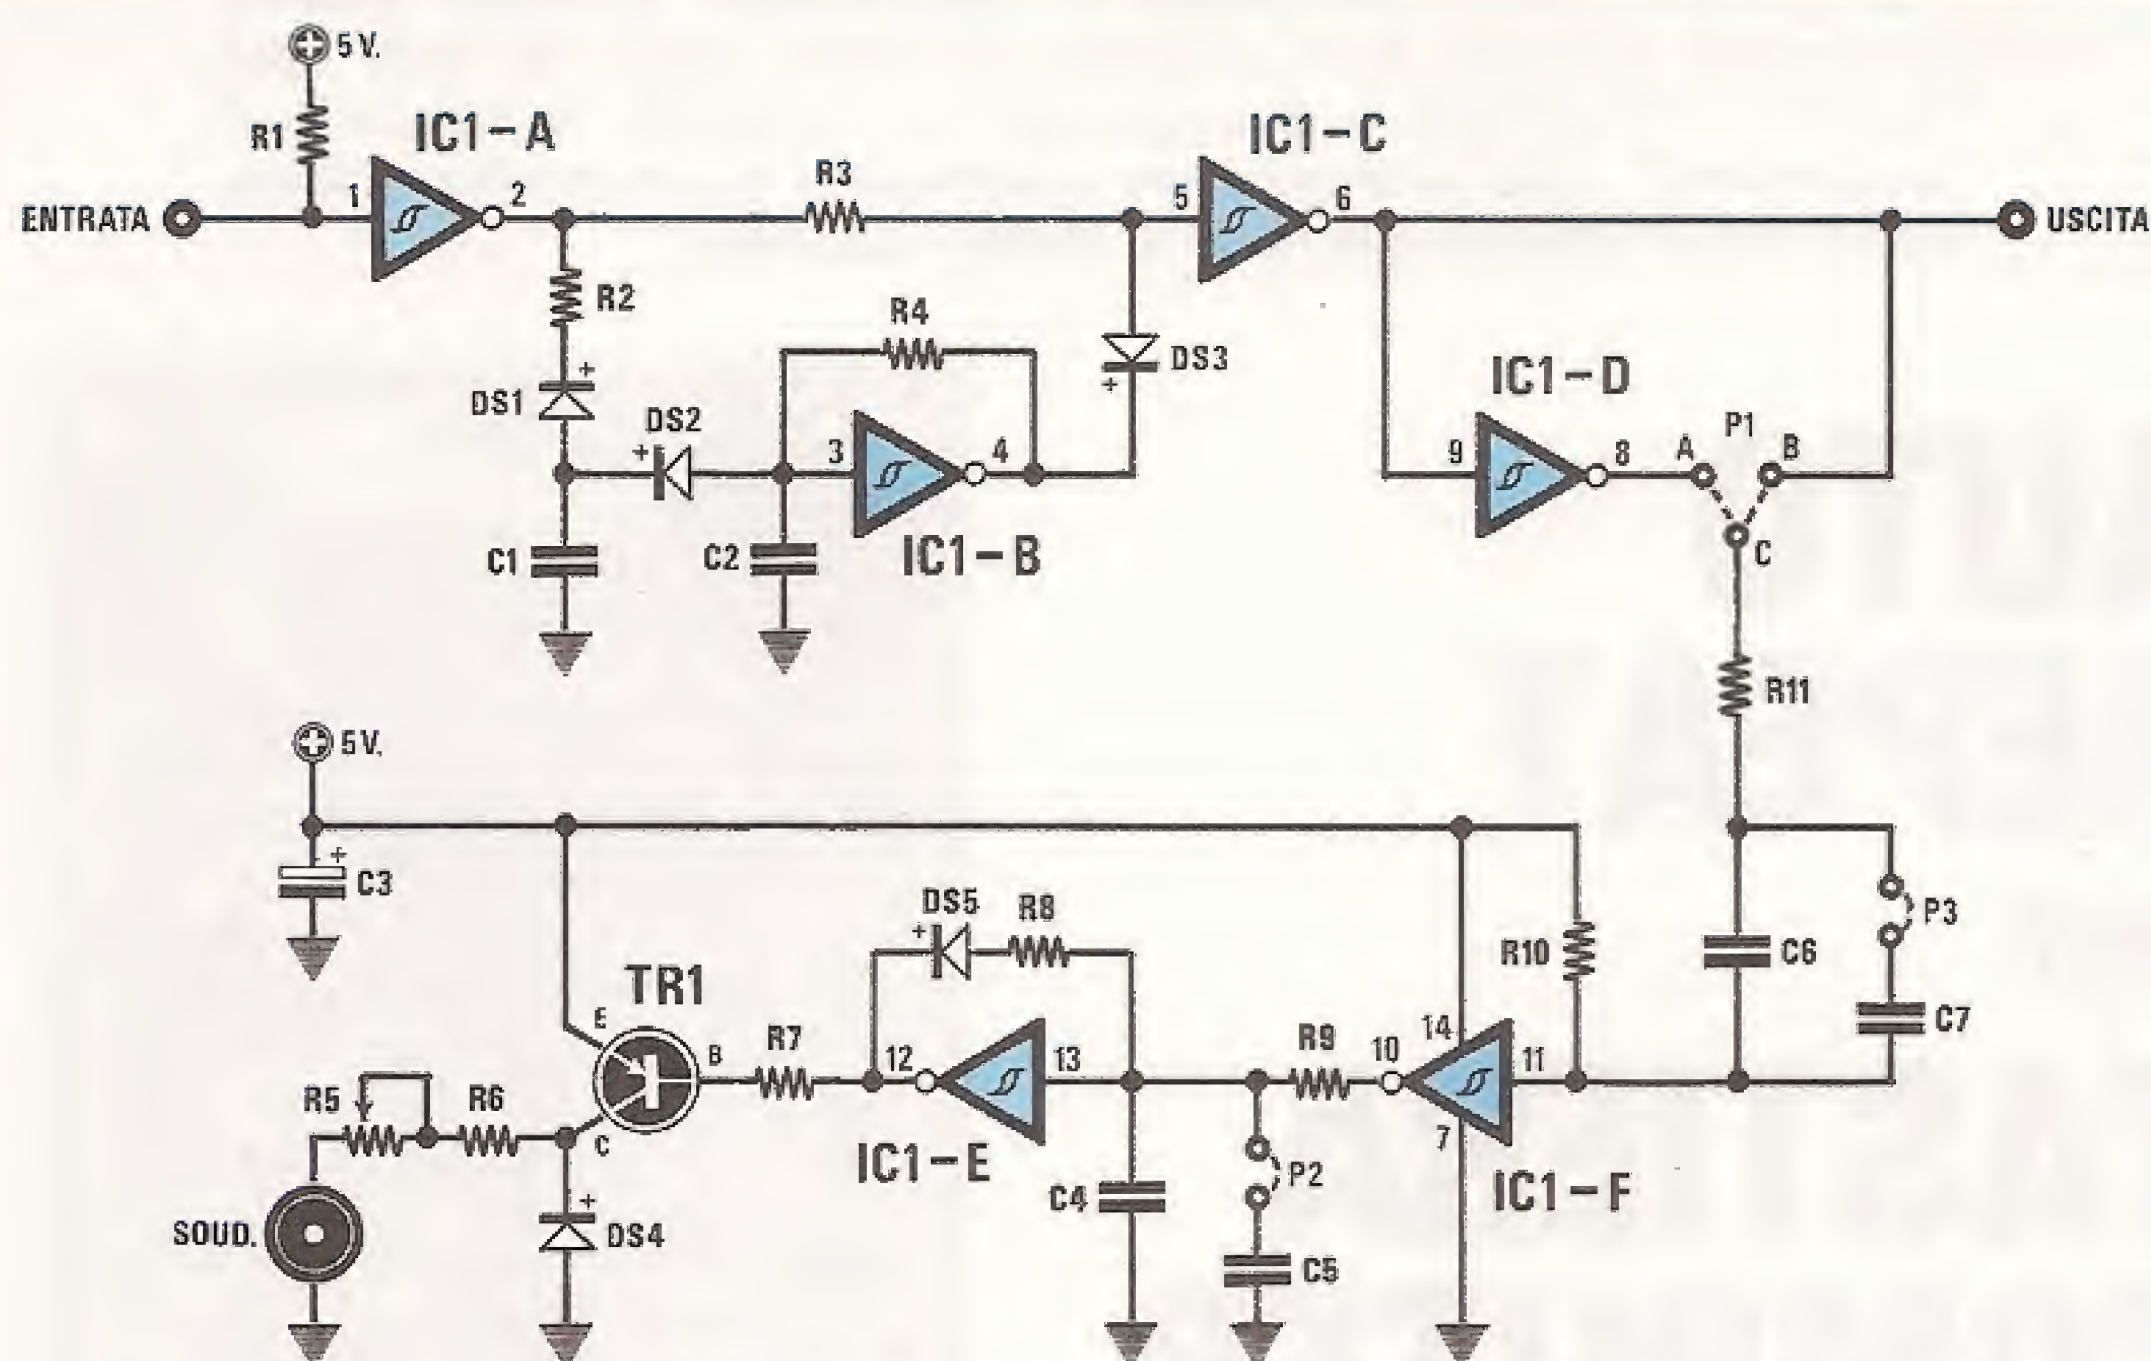 5 V.
R1
IC1-A
IC1-C
ENTRATA
1
2
R3
5
6
USCITA
R2
R4
DS3
+
IC1-D
DS1
+
DS2
+
3
4
9
8
A
P1
B
C
C1
C2
IC1-B
R11
5 V.
C3
+
DS5
+
R8
R10
C6
P3
C7
TR1
E
B
C
R7
12
13
R9
10
14
11
7
R5
R6
IC1-E
C4
P2
IC1-F
SOUD.
+
DS4
C5